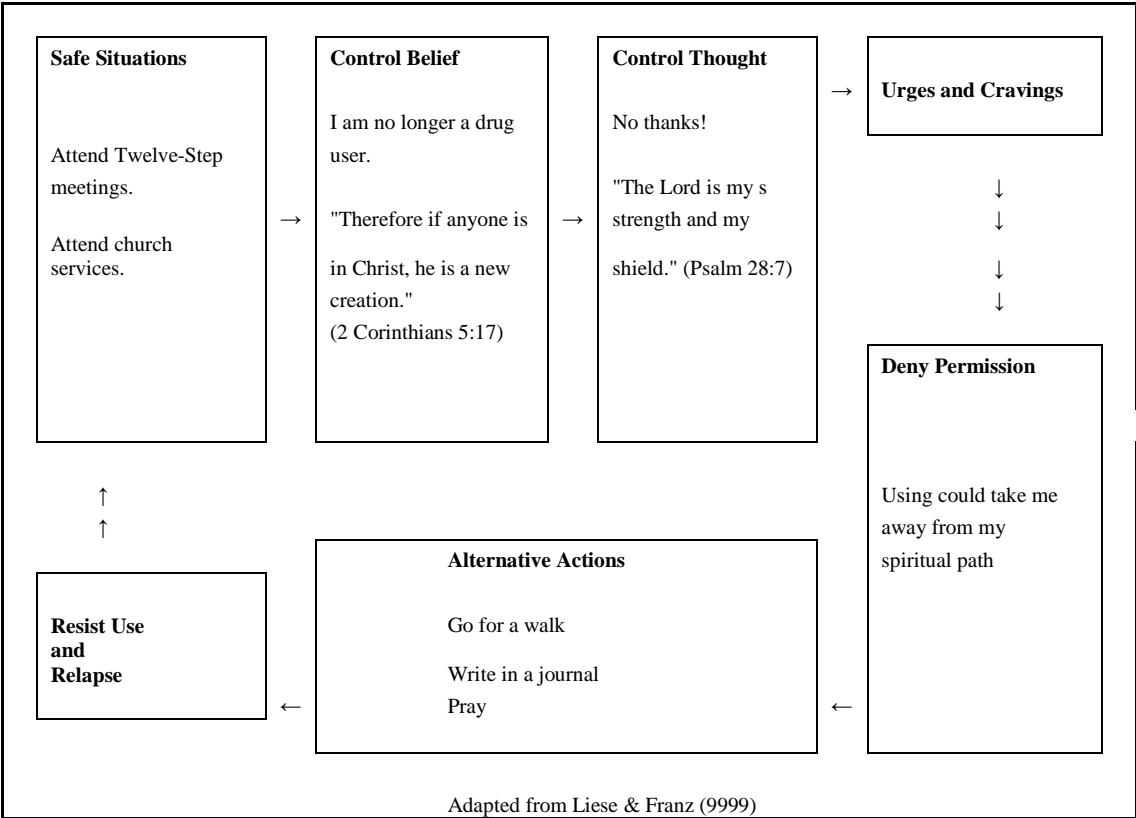 Safe Situations
Attend Twelve-Step
meetings.
Attend church
services.
→
Control Belief
I am no longer a drug
user.
"Therefore if anyone is
in Christ, he is a new
creation."
(2 Corinthians 5:17)
→
Control Thought
No thanks!
"The Lord is my s
strength and my
shield." (Psalm 28:7)
→
Urges and Cravings
↓
↓
↓
↓
Deny Permission
Using could take me
away from my
spiritual path
←
Alternative Actions
Go for a walk
Write in a journal
Pray
←
Resist Use
and
Relapse
↑
↑
Adapted from Liese & Franz (9999)